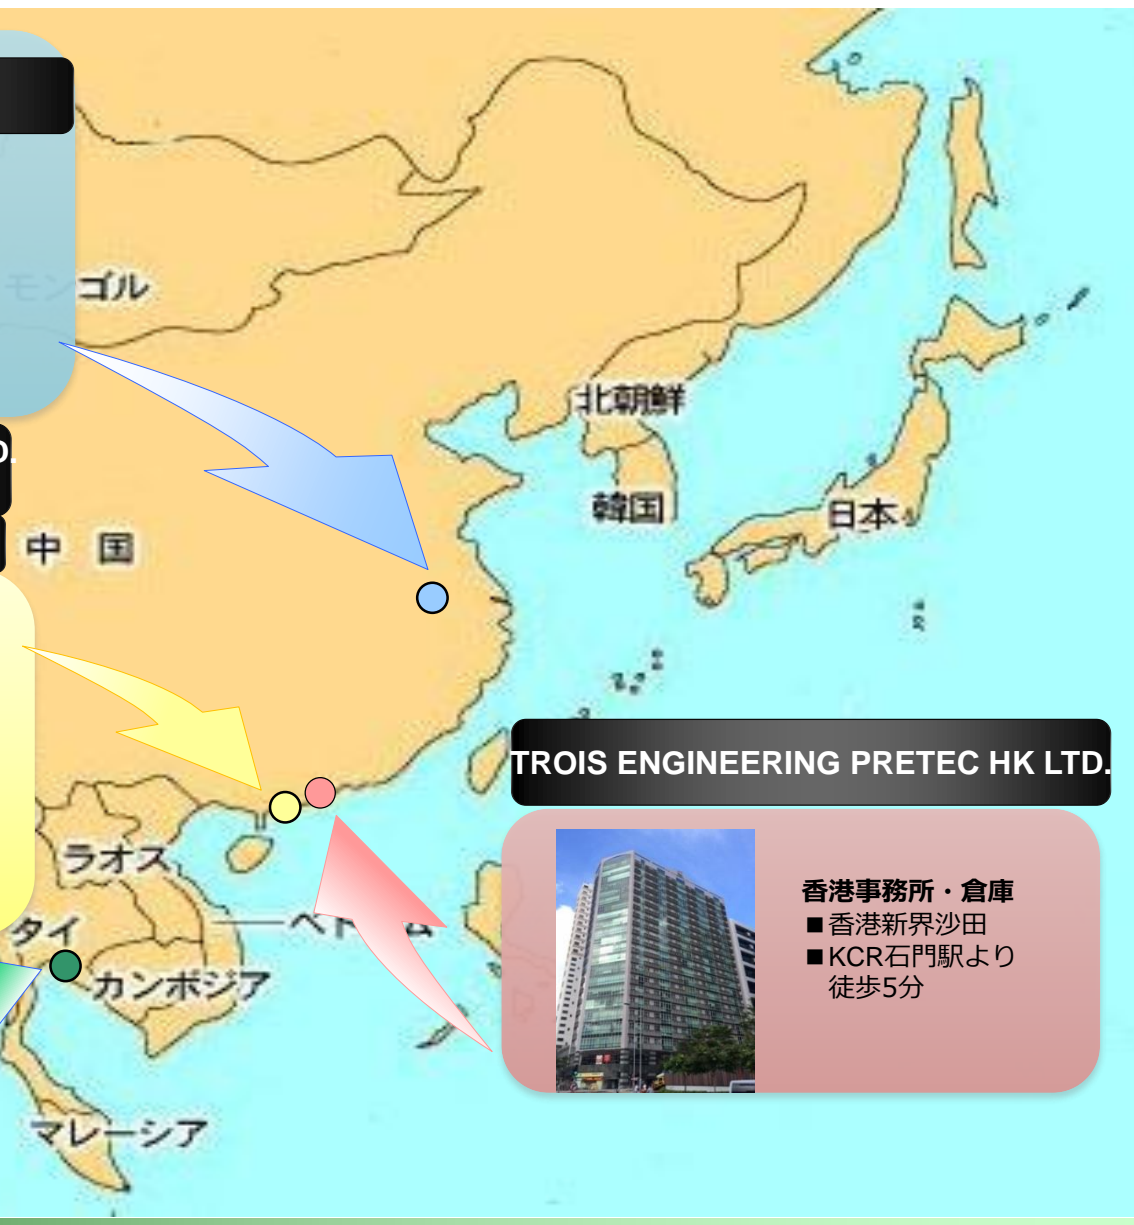 モンゴル
北朝鮮
D.
韓国
日本
中 国
TROIS ENGINEERING PRETEC HK LTD.
ラオス
香港事務所・倉庫
■香港新界沙田
タイ
■KCR石門駅より
カンボジア
徒歩5分
マレーシア